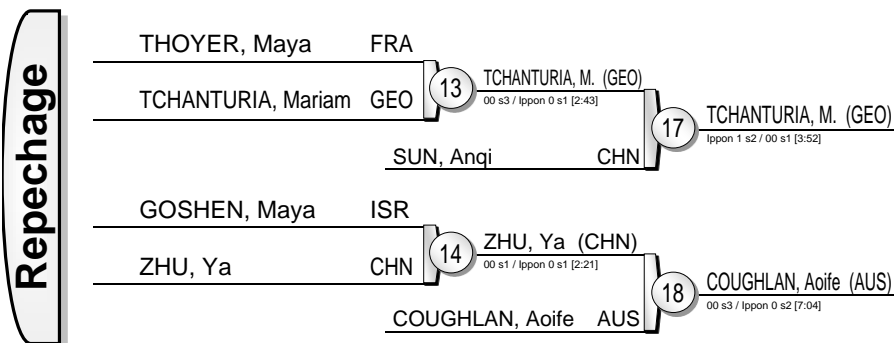 Repechage
THOYER, Maya FRA
TCHANTURIA, Mariam GEO
13
TCHANTURIA, M. (GEO)
00 s3 / Ippon 0 s1 [2:43]
SUN, Anqi CHN
17
TCHANTURIA, M. (GEO)
Ippon 1 s2 / 00 s1 [3:52]
GOSHEN, Maya ISR
ZHU, Ya CHN
14
ZHU, Ya (CHN)
00 s1 / Ippon 0 s1 [2:21]
COUGHLAN, Aoife AUS
18
COUGHLAN, Aoife (AUS)
00 s3 / Ippon 0 s2 [7:04]